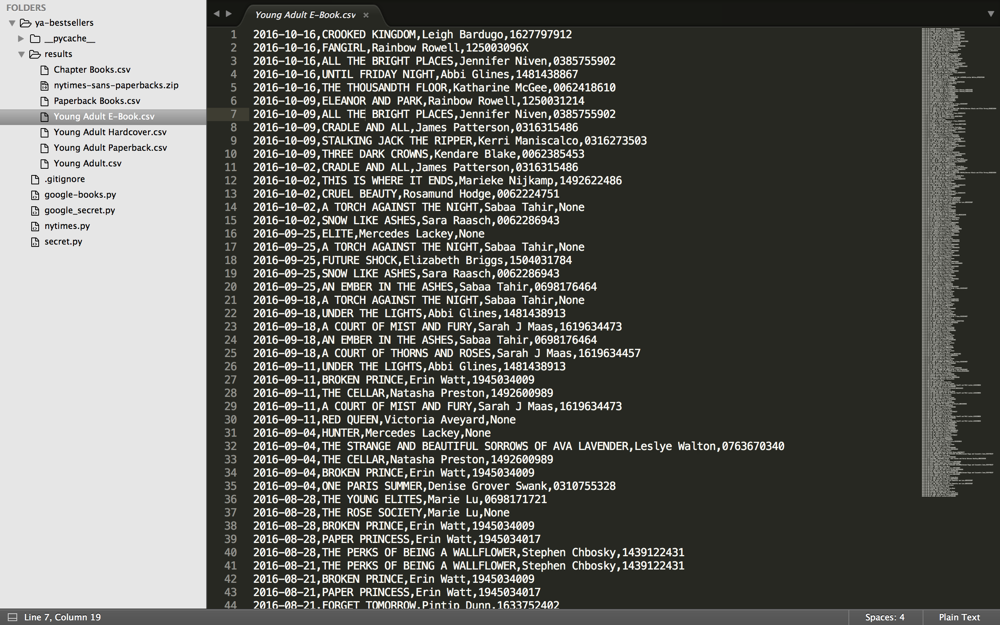 FOLDERS
ya-bestsellers
__pycache__
results
Chapter Books.csv
nytimes-sans-paperbacks.zip
Paperback Books.csv
Young Adult E-Book.csv
Young Adult Hardcover.csv
Young Adult Paperback.csv
Young Adult.csv
.gitignore
google-books.py
google_secret.py
nytimes.py
secret.py
Young Adult E-Book.csv
1 2016-10-16,CROOKED KINGDOM,Leigh Bardugo,1627797912
2 2016-10-16,FANGIRL,Rainbow Rowell,125003096X
3 2016-10-16,ALL THE BRIGHT PLACES,Jennifer Niven,0385755902
4 2016-10-16,UNTIL FRIDAY NIGHT,Abbi Glines,1481438867
5 2016-10-16,THE THOUSANDTH FLOOR,Katharine McGee,0062418610
6 2016-10-09,ELEANOR AND PARK,Rainbow Rowell,1250031214
7 2016-10-09,ALL THE BRIGHT PLACES,Jennifer Niven,0385755902
8 2016-10-09,CRADLE AND ALL,James Patterson,0316315486
9 2016-10-09,STALKING JACK THE RIPPER,Kerri Maniscalco,0316273503
10 2016-10-09,THREE DARK CROWNS,Kendare Blake,0062385453
11 2016-10-02,CRADLE AND ALL,James Patterson,0316315486
12 2016-10-02,THIS IS WHERE IT ENDS,Marieke Nijkamp,1492622486
13 2016-10-02,CRUEL BEAUTY,Rosamund Hodge,0062224751
14 2016-10-02,A TORCH AGAINST THE NIGHT,Sabaa Tahir,None
15 2016-10-02,SNOW LIKE ASHES,Sara Raasch,0062286943
16 2016-09-25,ELITE,Mercedes Lackey,None
17 2016-09-25,A TORCH AGAINST THE NIGHT,Sabaa Tahir,None
18 2016-09-25,FUTURE SHOCK,Elizabeth Briggs,1504031784
19 2016-09-25,SNOW LIKE ASHES,Sara Raasch,0062286943
20 2016-09-25,AN EMBER IN THE ASHES,Sabaa Tahir,0698176464
21 2016-09-18,A TORCH AGAINST THE NIGHT,Sabaa Tahir,None
22 2016-09-18,UNDER THE LIGHTS,Abbi Glines,1481438913
23 2016-09-18,A COURT OF MIST AND FURY,Sarah J Maas,1619634473
24 2016-09-18,AN EMBER IN THE ASHES,Sabaa Tahir,0698176464
25 2016-09-18,A COURT OF THORNS AND ROSES,Sarah J Maas,1619634457
26 2016-09-11,UNDER THE LIGHTS,Abbi Glines,1481438913
27 2016-09-11,BROKEN PRINCE,Erin Watt,1945034009
28 2016-09-11,THE CELLAR,Natasha Preston,1492600989
29 2016-09-11,A COURT OF MIST AND FURY,Sarah J Maas,1619634473
30 2016-09-11,RED QUEEN,Victoria Aveyard,None
31 2016-09-04,HUNTER,Mercedes Lackey,None
32 2016-09-04,THE STRANGE AND BEAUTIFUL SORROWS OF AVA LAVENDER,Leslye Walton,0763670340
33 2016-09-04,THE CELLAR,Natasha Preston,1492600989
34 2016-09-04,BROKEN PRINCE,Erin Watt,1945034009
35 2016-09-04,ONE PARIS SUMMER,Denise Grover Swank,0310755328
36 2016-08-28,THE YOUNG ELITES,Marie Lu,0698171721
37 2016-08-28,THE ROSE SOCIETY,Marie Lu,None
38 2016-08-28,BROKEN PRINCE,Erin Watt,1945034009
39 2016-08-28,PAPER PRINCESS,Erin Watt,1945034017
40 2016-08-28,THE PERKS OF BEING A WALLFLOWER,Stephen Chbosky,1439122431
41 2016-08-21,THE PERKS OF BEING A WALLFLOWER,Stephen Chbosky,1439122431
42 2016-08-21,BROKEN PRINCE,Erin Watt,1945034009
43 2016-08-21,PAPER PRINCESS,Erin Watt,1945034017
44 2016-08-21,FORGET TOMORROW,Pintip Dunn,1633752402
Line 7, Column 19
Spaces: 4
Plain Text